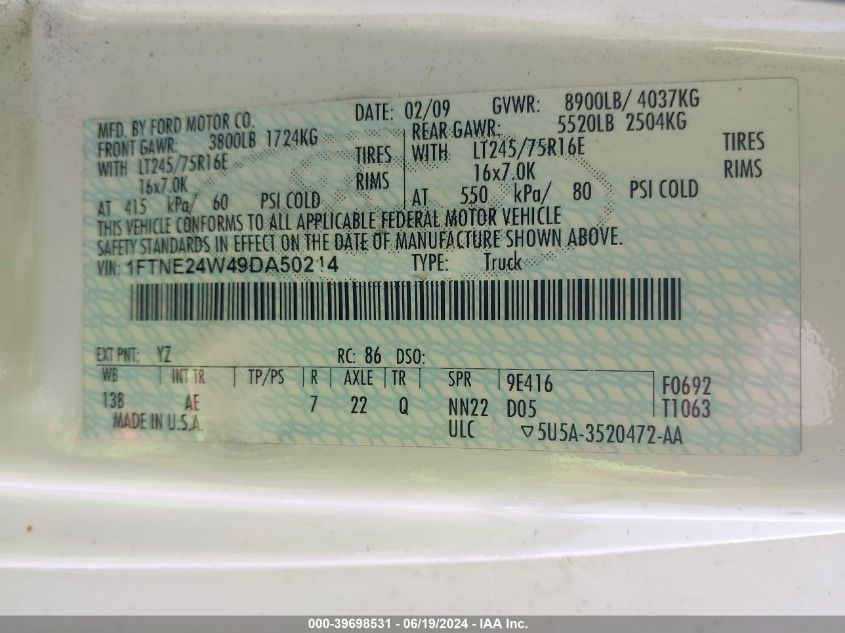 MFD. BY FORD MOTOR CO. DATE: 02/09 GVWR: 8900LB/ 4037KG
FRONT GAWR: 3800LB 1724KG REAR GAWR: 5520LB 2504KG
WITH LT245/75R16E TIRES WITH LT245/75R16E TIRES
16x7.0K RIMS 16x7.0K RIMS
AT 415 kPa/ 60 PSI COLD AT 550 kPa/ 80 PSI COLD
THIS VEHICLE CONFORMS TO ALL APPLICABLE FEDERAL MOTOR VEHICLE
SAFETY STANDARDS IN EFFECT ON THE DATE OF MANUFACTURE SHOWN ABOVE.
VIN: 1FTNE24W49DA50214 TYPE: Truck
EXT PNT: YZ RC: 86 DSO:
WB INT TR TP/PS R AXLE TR SPR 9E416 F0692
138 AE 7 22 Q NN22 D05 T1063
MADE IN U.S.A. ULC ▽5U5A-3520472-AA
000-39698531 - 06/19/2024 - IAA Inc.